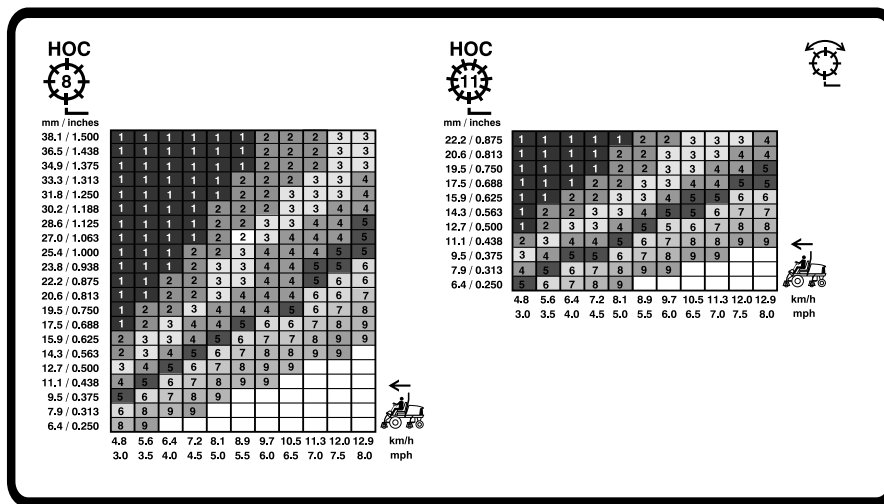 HOC
8
mm / inches
38.1 / 1.500 1 1 1 1 1 1 2 2 2 3 3
36.5 / 1.438 1 1 1 1 1 1 2 2 2 3 3
34.9 / 1.375 1 1 1 1 1 1 2 2 2 3 3
33.3 / 1.313 1 1 1 1 1 2 2 2 3 3 4
31.8 / 1.250 1 1 1 1 1 2 2 3 3 3 4
30.2 / 1.188 1 1 1 1 2 2 2 3 3 4 4
28.6 / 1.125 1 1 1 1 2 2 3 3 4 4 5
27.0 / 1.063 1 1 1 1 2 2 3 3 4 4 5
25.4 / 1.000 1 1 1 2 2 3 4 4 4 5 5
23.8 / 0.938 1 1 1 2 3 3 4 4 5 5 6
22.2 / 0.875 1 1 2 2 3 3 4 4 5 6 6
20.6 / 0.813 1 1 2 2 3 3 4 4 6 6 7
19.5 / 0.750 1 2 2 3 4 4 4 5 6 7 8
17.5 / 0.688 1 2 3 4 4 5 6 6 7 8 9
15.9 / 0.625 2 3 3 4 5 6 7 7 8 9 9
14.3 / 0.563 2 3 4 5 6 7 8 8 9 9
12.7 / 0.500 3 4 5 6 7 8 9 9
11.1 / 0.438 4 5 6 7 8 9 9
9.5 / 0.375 5 6 7 8 9
7.9 / 0.313 6 8 9 9
6.4 / 0.250 8 9
4.8 5.6 6.4 7.2 8.1 8.9 9.7 10.5 11.3 12.0 12.9 km/h
3.0 3.5 4.0 4.5 5.0 5.5 6.0 6.5 7.0 7.5 8.0 mph
HOC
11
mm / inches
22.2 / 0.875 1 1 1 1 1 2 2 3 3 3 4
20.6 / 0.813 1 1 1 1 2 2 3 3 3 4 4
19.5 / 0.750 1 1 1 1 2 2 3 3 4 4 5
17.5 / 0.688 1 1 1 2 2 3 3 4 4 5 5
15.9 / 0.625 1 1 2 2 3 3 4 5 5 6 6
14.3 / 0.563 1 2 2 3 3 4 5 5 6 7 7
12.7 / 0.500 1 2 3 3 4 5 5 6 7 8 8
11.1 / 0.438 2 3 4 4 5 6 7 8 8 9 9
9.5 / 0.375 3 4 5 5 6 7 8 9 9
7.9 / 0.313 4 5 6 7 8 9 9
6.4 / 0.250 5 6 7 8 9
4.8 5.6 6.4 7.2 8.1 8.9 9.7 10.5 11.3 12.0 12.9 km/h
3.0 3.5 4.0 4.5 5.0 5.5 6.0 6.5 7.0 7.5 8.0 mph